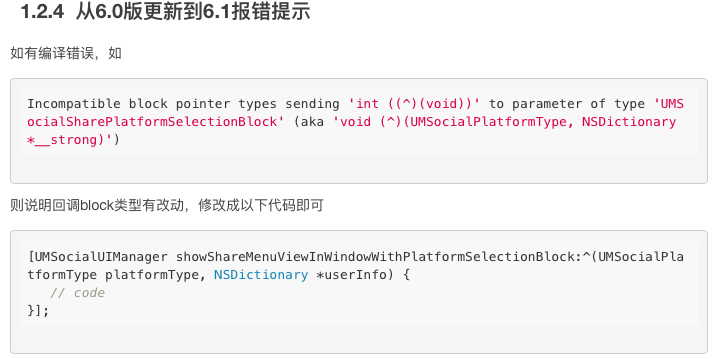 1.2.4 从6.0版更新到6.1报错提示
如有编译错误，如
Incompatible block pointer types sending 'int ((^)(void))' to parameter of type 'UMS
ocialSharePlatformSelectionBlock' (aka 'void (^)(UMSocialPlatformType, NSDictionary
*__strong)')
则说明回调block类型有改动，修改成以下代码即可
[UMSocialUIManager showShareMenuViewInWindowWithPlatformSelectionBlock:^(UMSocialPla
tformType platformType, NSDictionary *userInfo) {
// code
}];